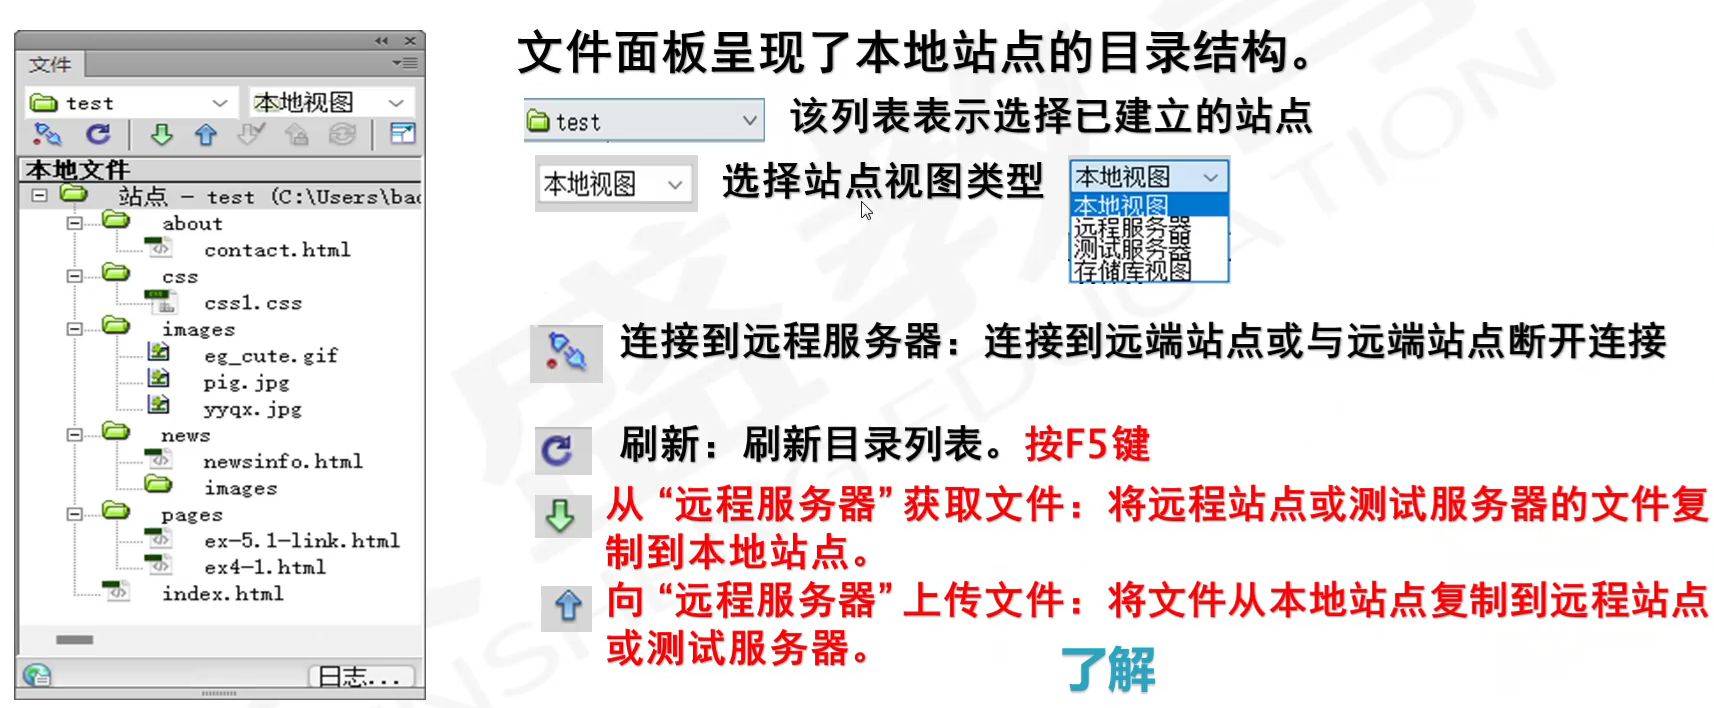 文件
test
本地视图
本地文件
站点 - test (C:\Users\bac
about
contact.html
css
css1.css
images
eg_cute.gif
pig.jpg
yyqx.jpg
news
newsinfo.html
images
pages
ex-5.1-link.html
ex4-1.html
index.html
日志...
文件面板呈现了本地站点的目录结构。
test
该列表表示选择已建立的站点
本地视图
选择站点视图类型
本地视图
本地视图
远程服务器
测试服务器
存储库视图
连接到远程服务器：连接到远端站点或与远端站点断开连接
刷新：刷新目录列表。按F5键
从“远程服务器”获取文件：将远程站点或测试服务器的文件复
制到本地站点。
向“远程服务器”上传文件：将文件从本地站点复制到远程站点
或测试服务器。
了解